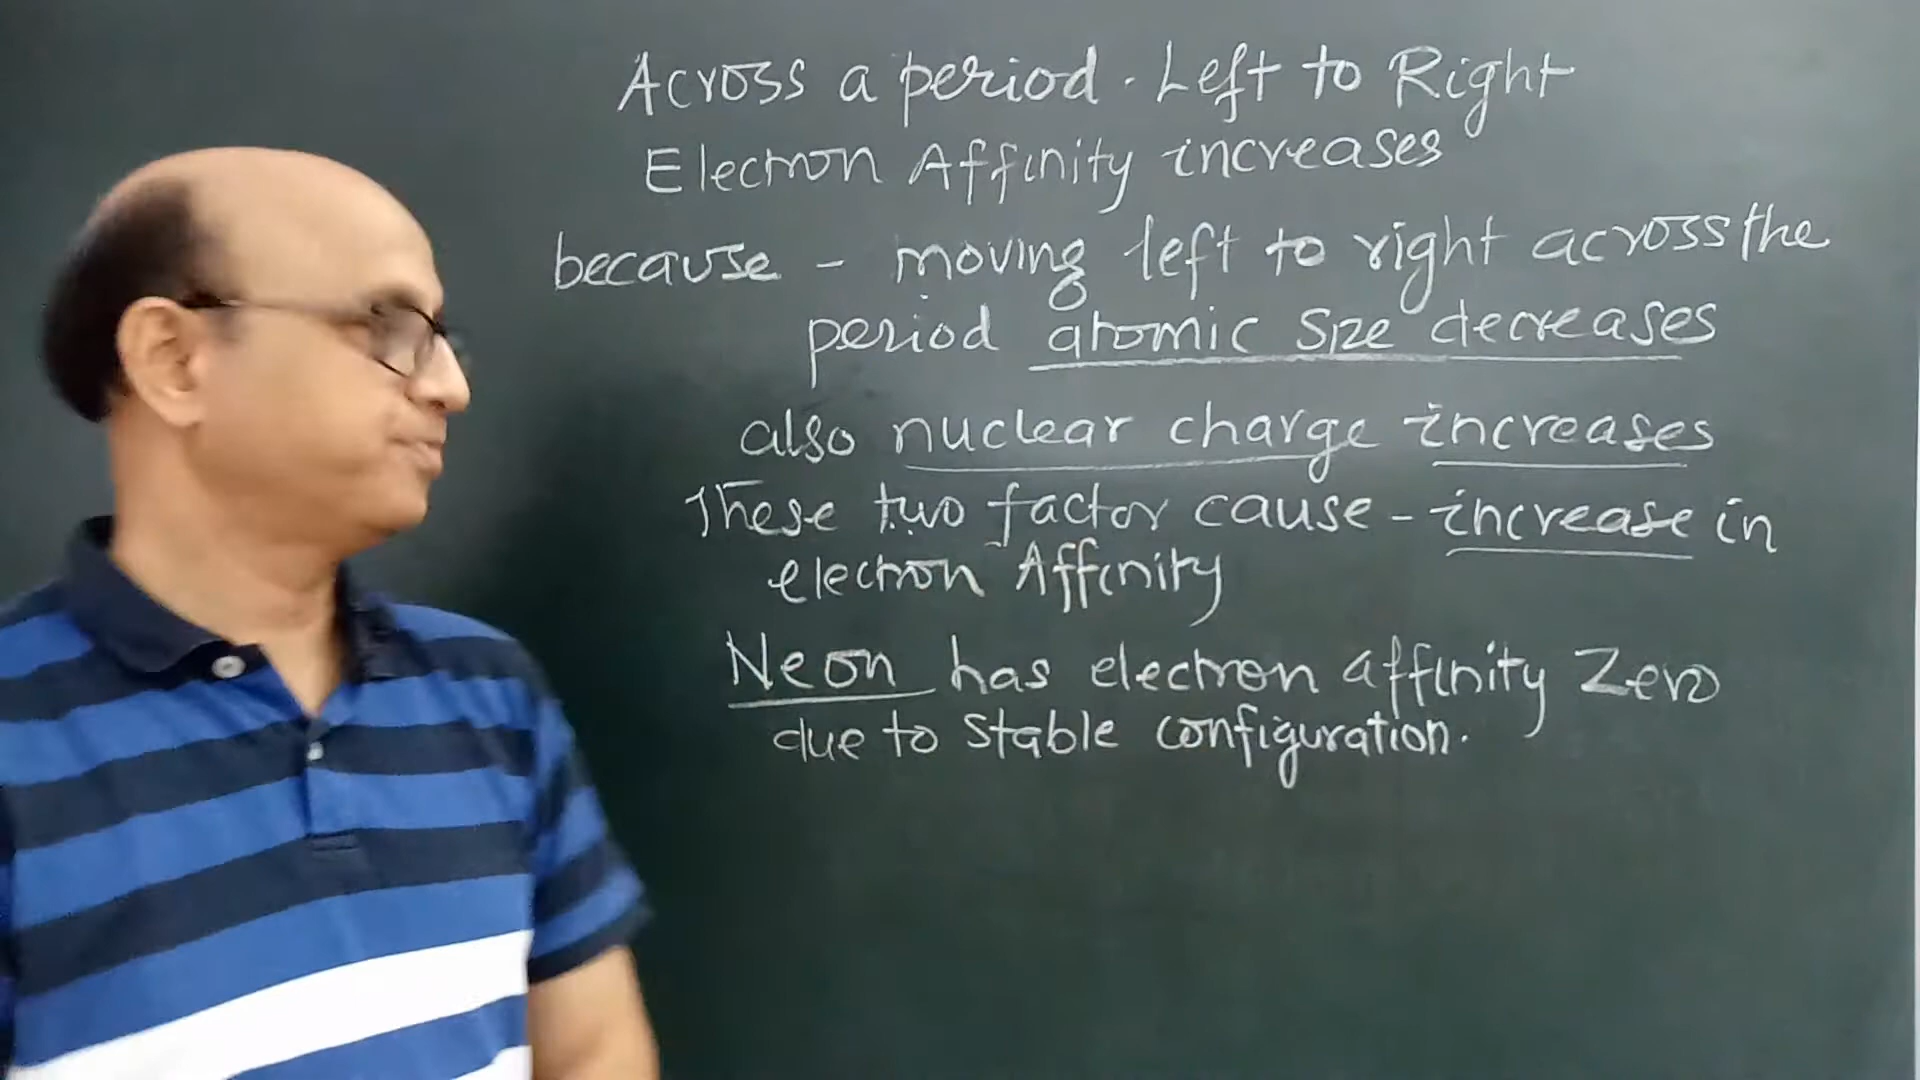 Across a period. Left to Right
Electron Affinity increases
because - moving left to right across the
period atomic size decreases
also nuclear charge increases
These two factor cause - increase in
electron Affinity
Neon has electron affinity Zero
due to stable configuration.